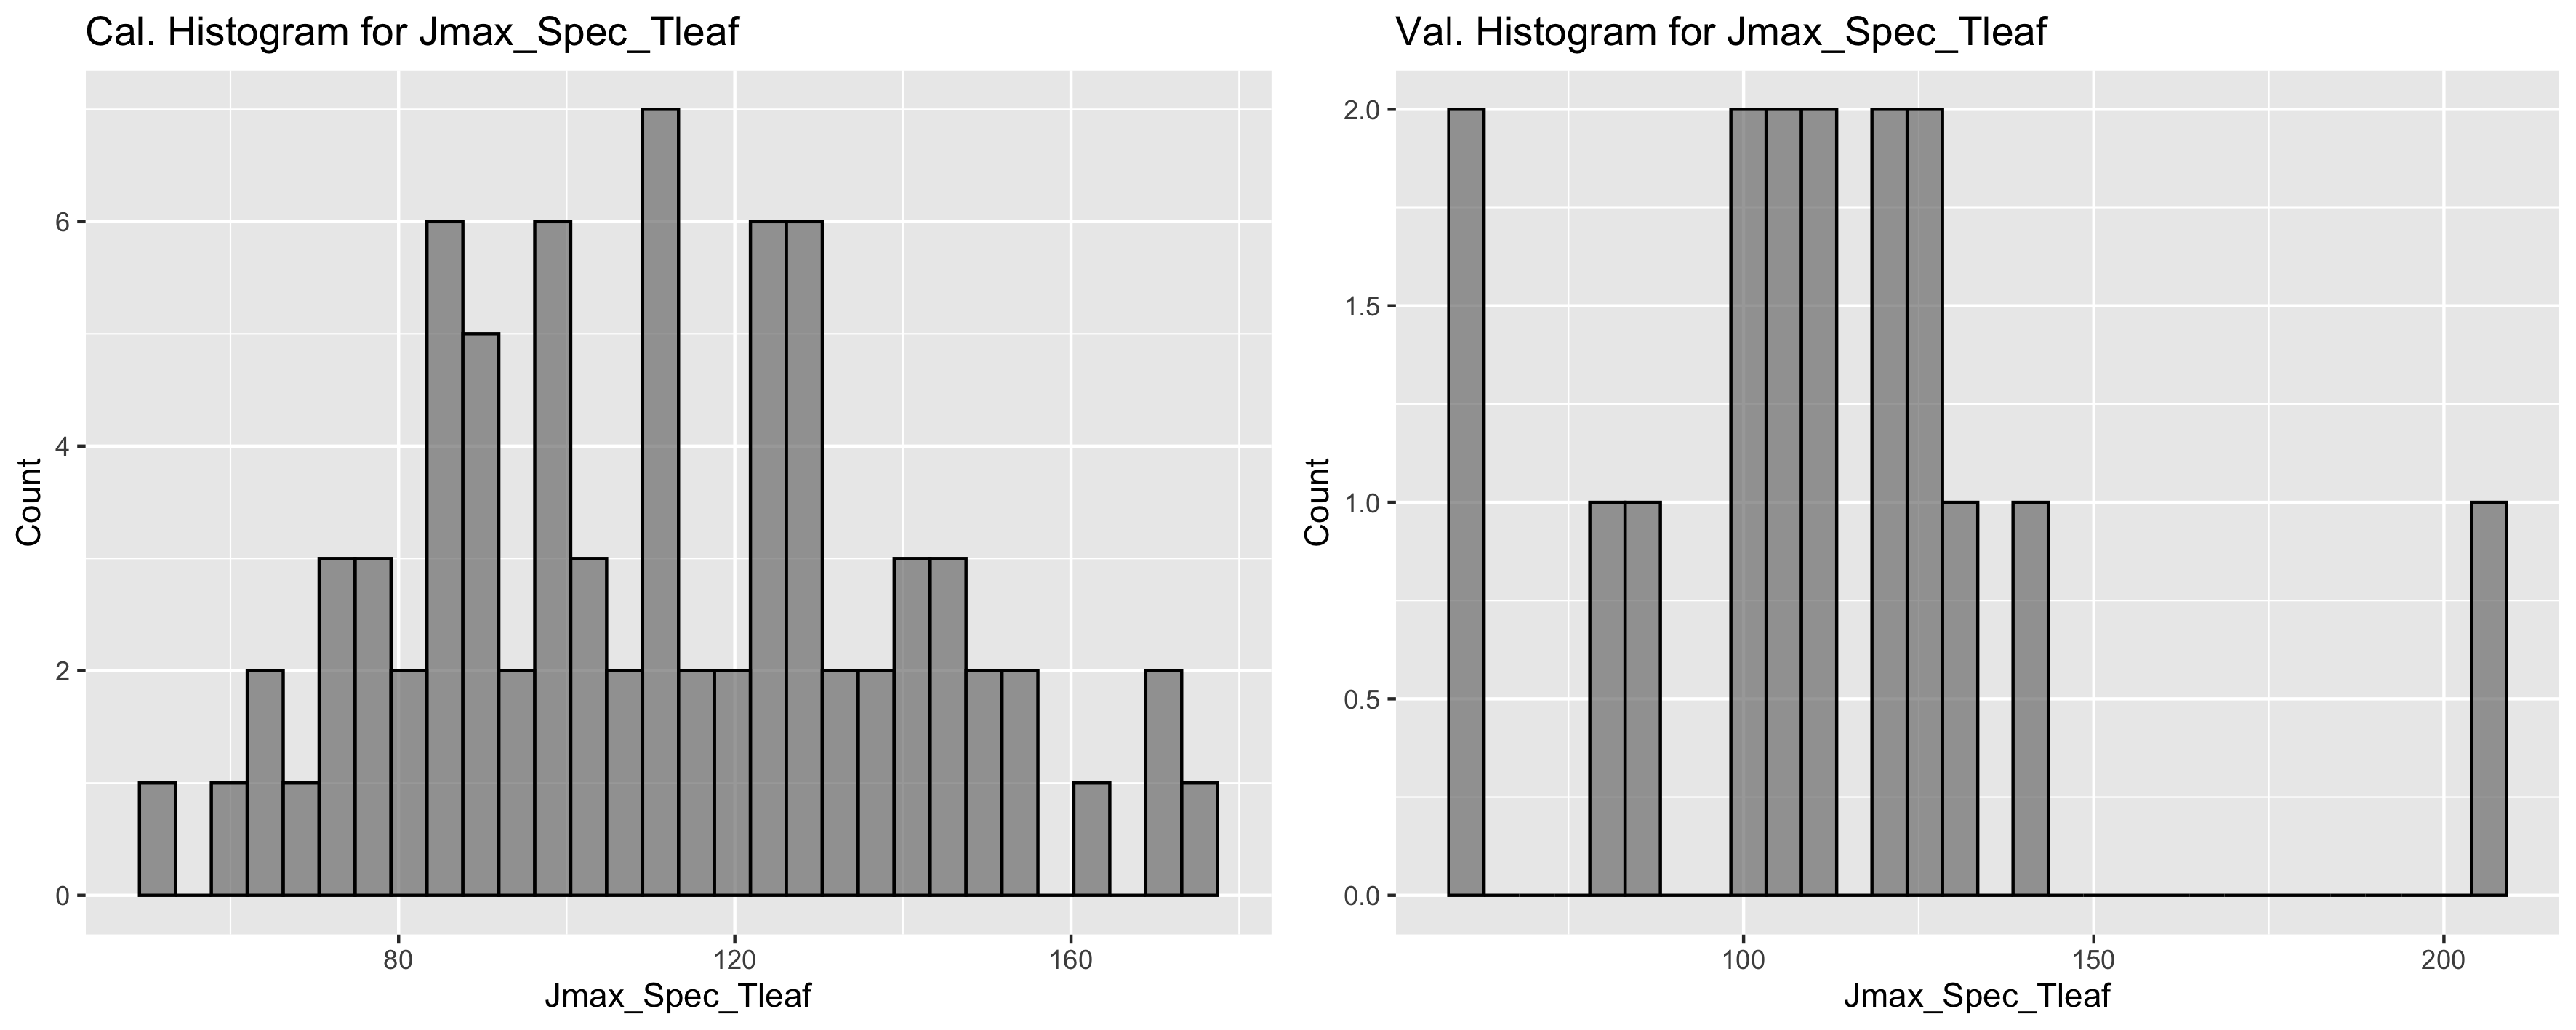 Cal. Histogram for Jmax_Spec_Tleaf
Count
6
4
2
0
80 120 160
Jmax_Spec_Tleaf
Val. Histogram for Jmax_Spec_Tleaf
Count
2.0
1.5
1.0
0.5
0.0
100 150 200
Jmax_Spec_Tleaf